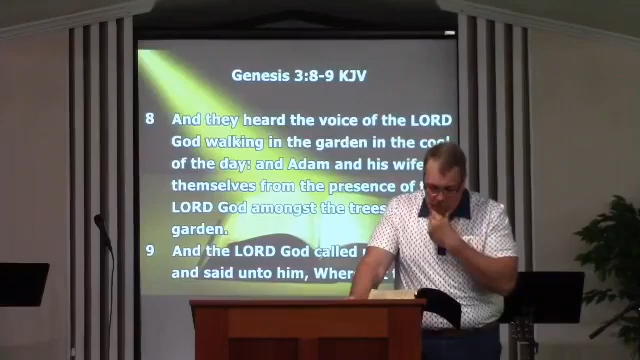 Genesis 3:8-9 KJV
8 And they heard the voice of the LORD
God walking in the garden in the cool
of the day: and Adam and his wife
themselves from the presence of
LORD God amongst the trees
garden.
9 And the LORD God called
and said unto him, Where